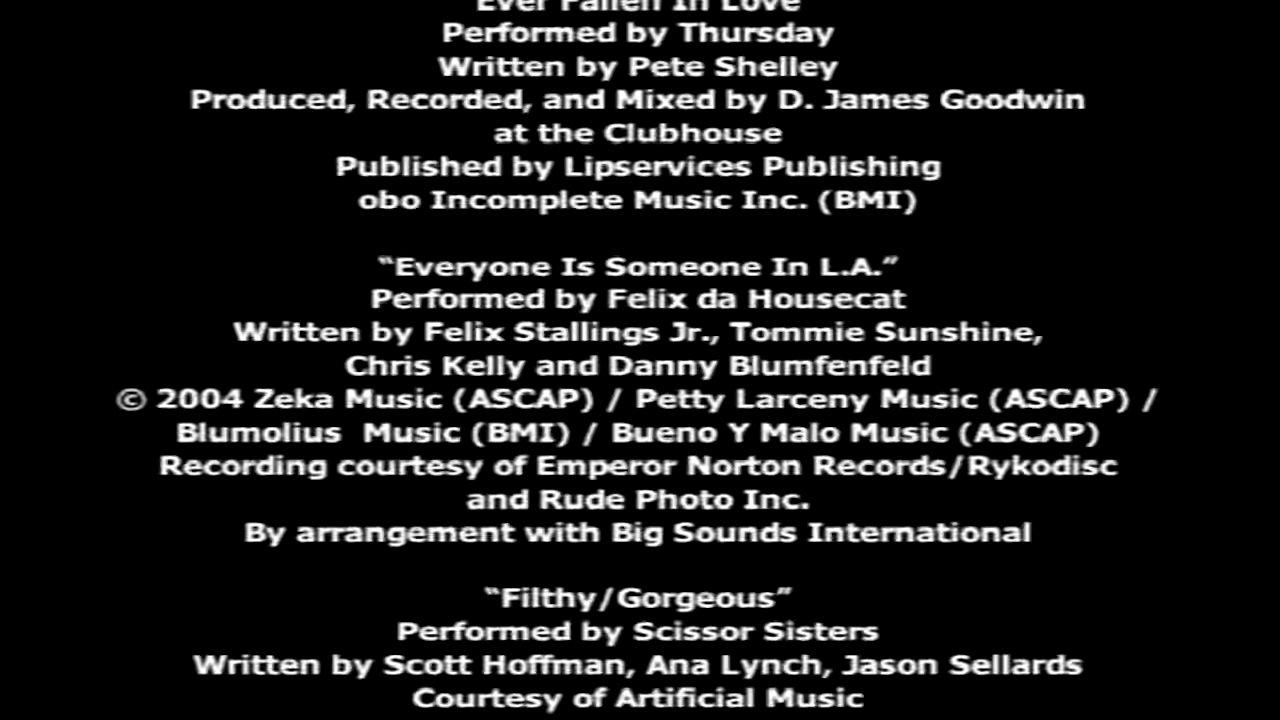 Ever Fallen In Love
Performed by Thursday
Written by Pete Shelley
Produced, Recorded, and Mixed by D. James Goodwin
at the Clubhouse
Published by Lipservices Publishing
obo Incomplete Music Inc. (BMI)
“Everyone Is Someone In L.A.”
Performed by Felix da Housecat
Written by Felix Stallings Jr., Tommie Sunshine,
Chris Kelly and Danny Blumfenfeld
© 2004 Zeka Music (ASCAP) / Petty Larceny Music (ASCAP) /
Blumolius Music (BMI) / Bueno Y Malo Music (ASCAP)
Recording courtesy of Emperor Norton Records/Rykodisc
and Rude Photo Inc.
By arrangement with Big Sounds International
“Filthy/Gorgeous”
Performed by Scissor Sisters
Written by Scott Hoffman, Ana Lynch, Jason Sellards
Courtesy of Artificial Music